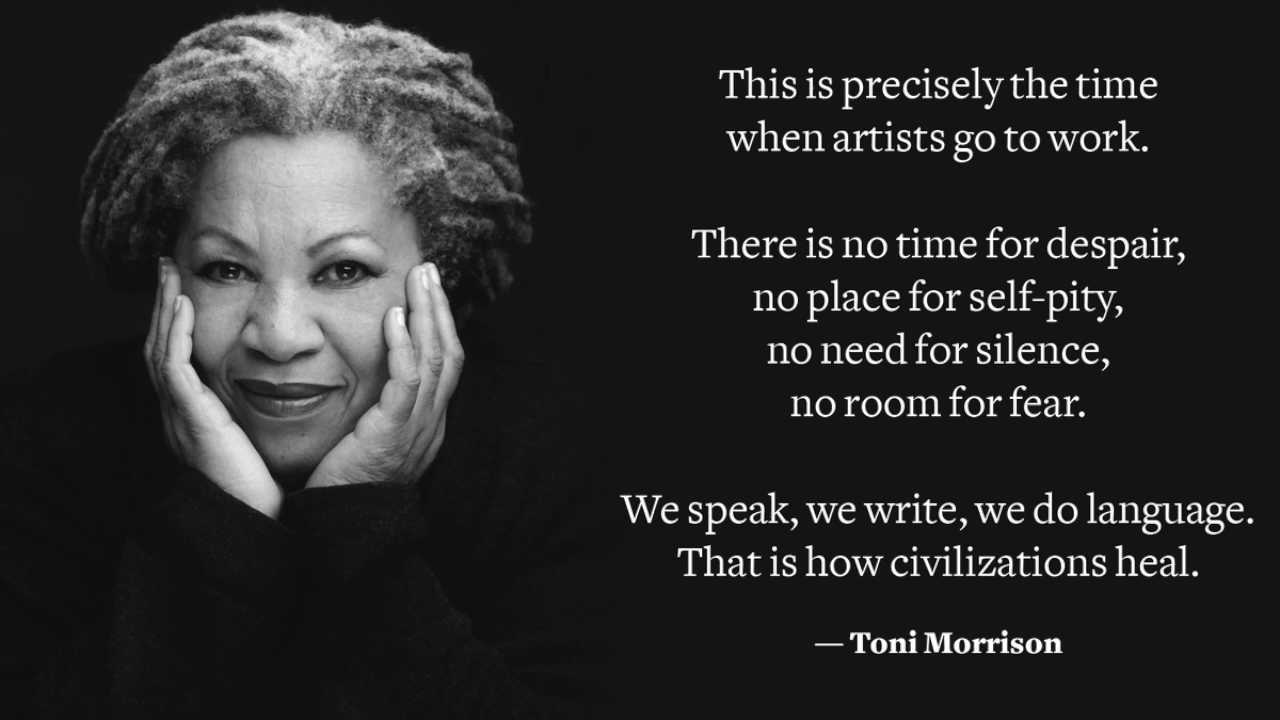 This is precisely the time
when artists go to work.
There is no time for despair,
no place for self-pity,
no need for silence,
no room for fear.
We speak, we write, we do language.
That is how civilizations heal.
— Toni Morrison